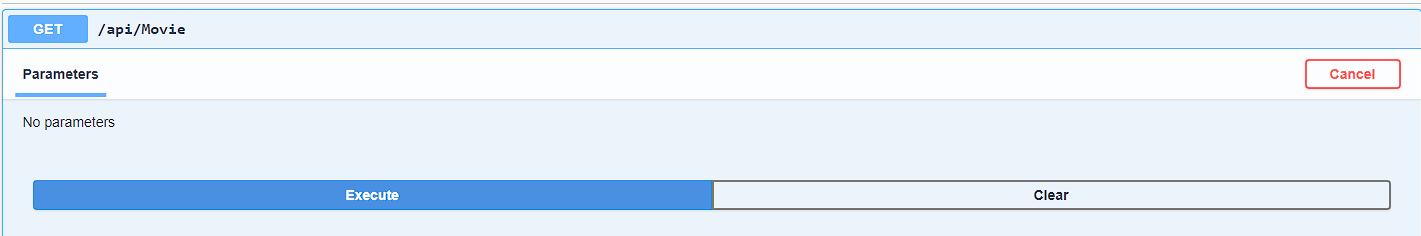 GET /api/Movie
Parameters Cancel
No parameters
Execute Clear